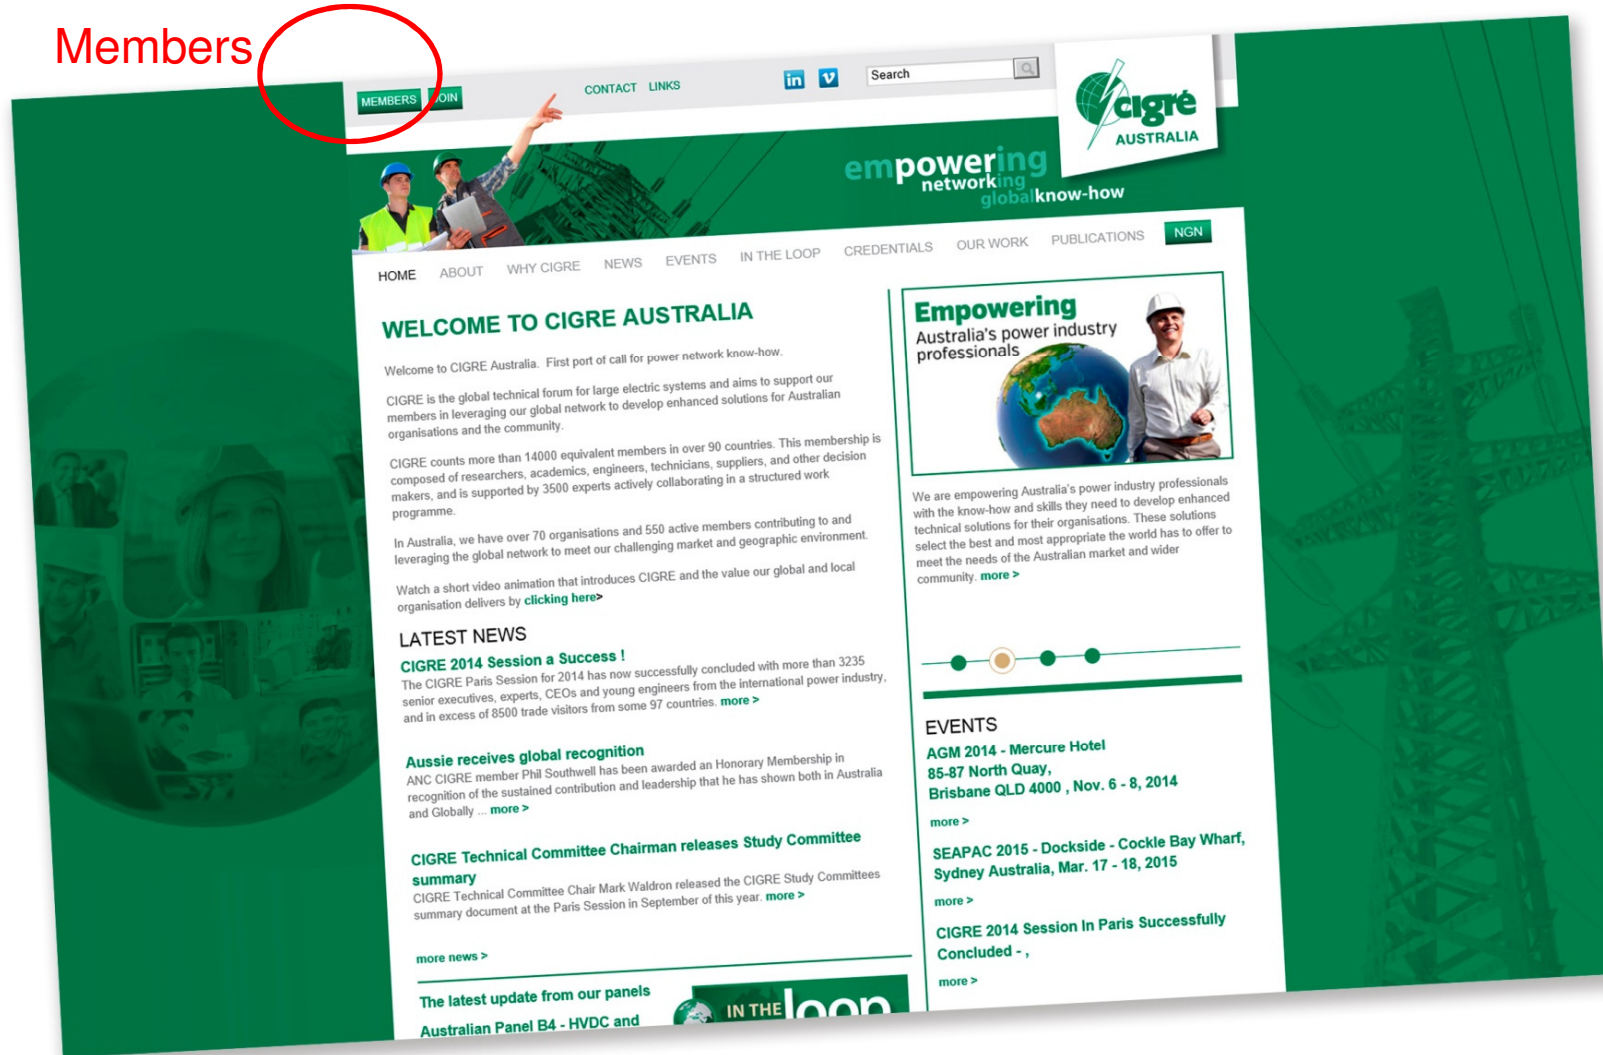 Members
MEMBERS JOIN
CONTACT LINKS
in v
Search
cigré
AUSTRALIA
empowering
networking
globalknow-how
HOME ABOUT WHY CIGRE NEWS EVENTS IN THE LOOP CREDENTIALS OUR WORK PUBLICATIONS NGN
WELCOME TO CIGRE AUSTRALIA
Welcome to CIGRE Australia. First port of call for power network know-how.
CIGRE is the global technical forum for large electric systems and aims to support our
members in leveraging our global network to develop enhanced solutions for Australian
organisations and the community.
CIGRE counts more than 14000 equivalent members in over 90 countries. This membership is
composed of researchers, academics, engineers, technicians, suppliers, and other decision
makers, and is supported by 3500 experts actively collaborating in a structured work
programme.
In Australia, we have over 70 organisations and 550 active members contributing to and
leveraging the global network to meet our challenging market and geographic environment.
Watch a short video animation that introduces CIGRE and the value our global and local
organisation delivers by clicking here>
LATEST NEWS
CIGRE 2014 Session a Success !
The CIGRE Paris Session for 2014 has now successfully concluded with more than 3235
senior executives, experts, CEOs and young engineers from the international power industry,
and in excess of 8500 trade visitors from some 97 countries. more >
Aussie receives global recognition
ANC CIGRE member Phil Southwell has been awarded an Honorary Membership in
recognition of the sustained contribution and leadership that he has shown both in Australia
and Globally ... more >
CIGRE Technical Committee Chairman releases Study Committee
summary
CIGRE Technical Committee Chair Mark Waldron released the CIGRE Study Committees
summary document at the Paris Session in September of this year. more >
more news >
The latest update from our panels
Australian Panel B4 - HVDC and
IN THE loop
Empowering
Australia's power industry
professionals
We are empowering Australia's power industry professionals
with the know-how and skills they need to develop enhanced
technical solutions for their organisations. These solutions
select the best and most appropriate the world has to offer to
meet the needs of the Australian market and wider
community. more >
EVENTS
AGM 2014 - Mercure Hotel
85-87 North Quay,
Brisbane QLD 4000 , Nov. 6 - 8, 2014
more >
SEAPAC 2015 - Dockside - Cockle Bay Wharf,
Sydney Australia, Mar. 17 - 18, 2015
more >
CIGRE 2014 Session In Paris Successfully
Concluded - ,
more >